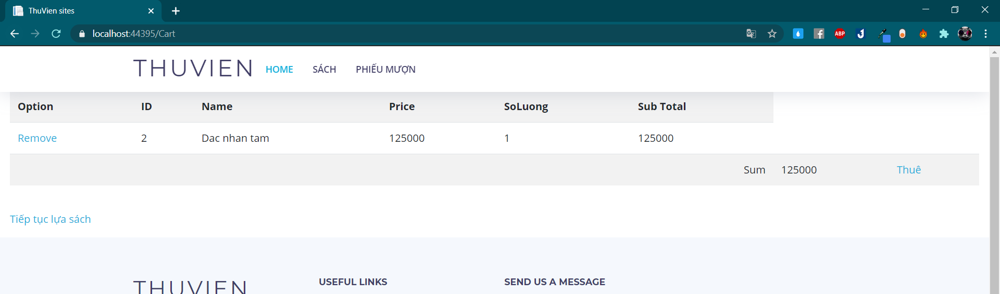 ThuVien sites
localhost:44395/Cart
ABP
THUVIEN HOME SÁCH PHIẾU MƯỢN
Option ID Name Price SoLuong Sub Total
Remove 2 Dac nhan tam 125000 1 125000
Sum 125000 Thuê
Tiếp tục lựa sách
THUVIEN USEFUL LINKS SEND US A MESSAGE